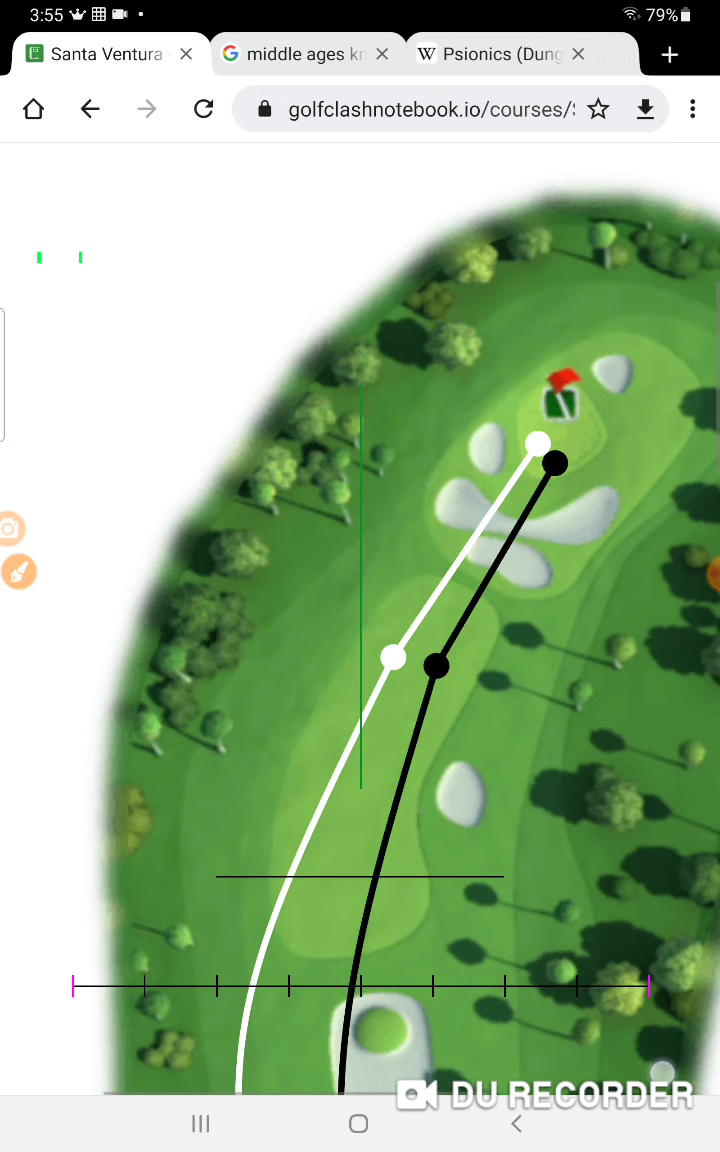 3:55
79%
Santa Ventura
middle ages kn
W Psionics (Dung
golfclashnotebook.io/courses/S
DU RECORDER